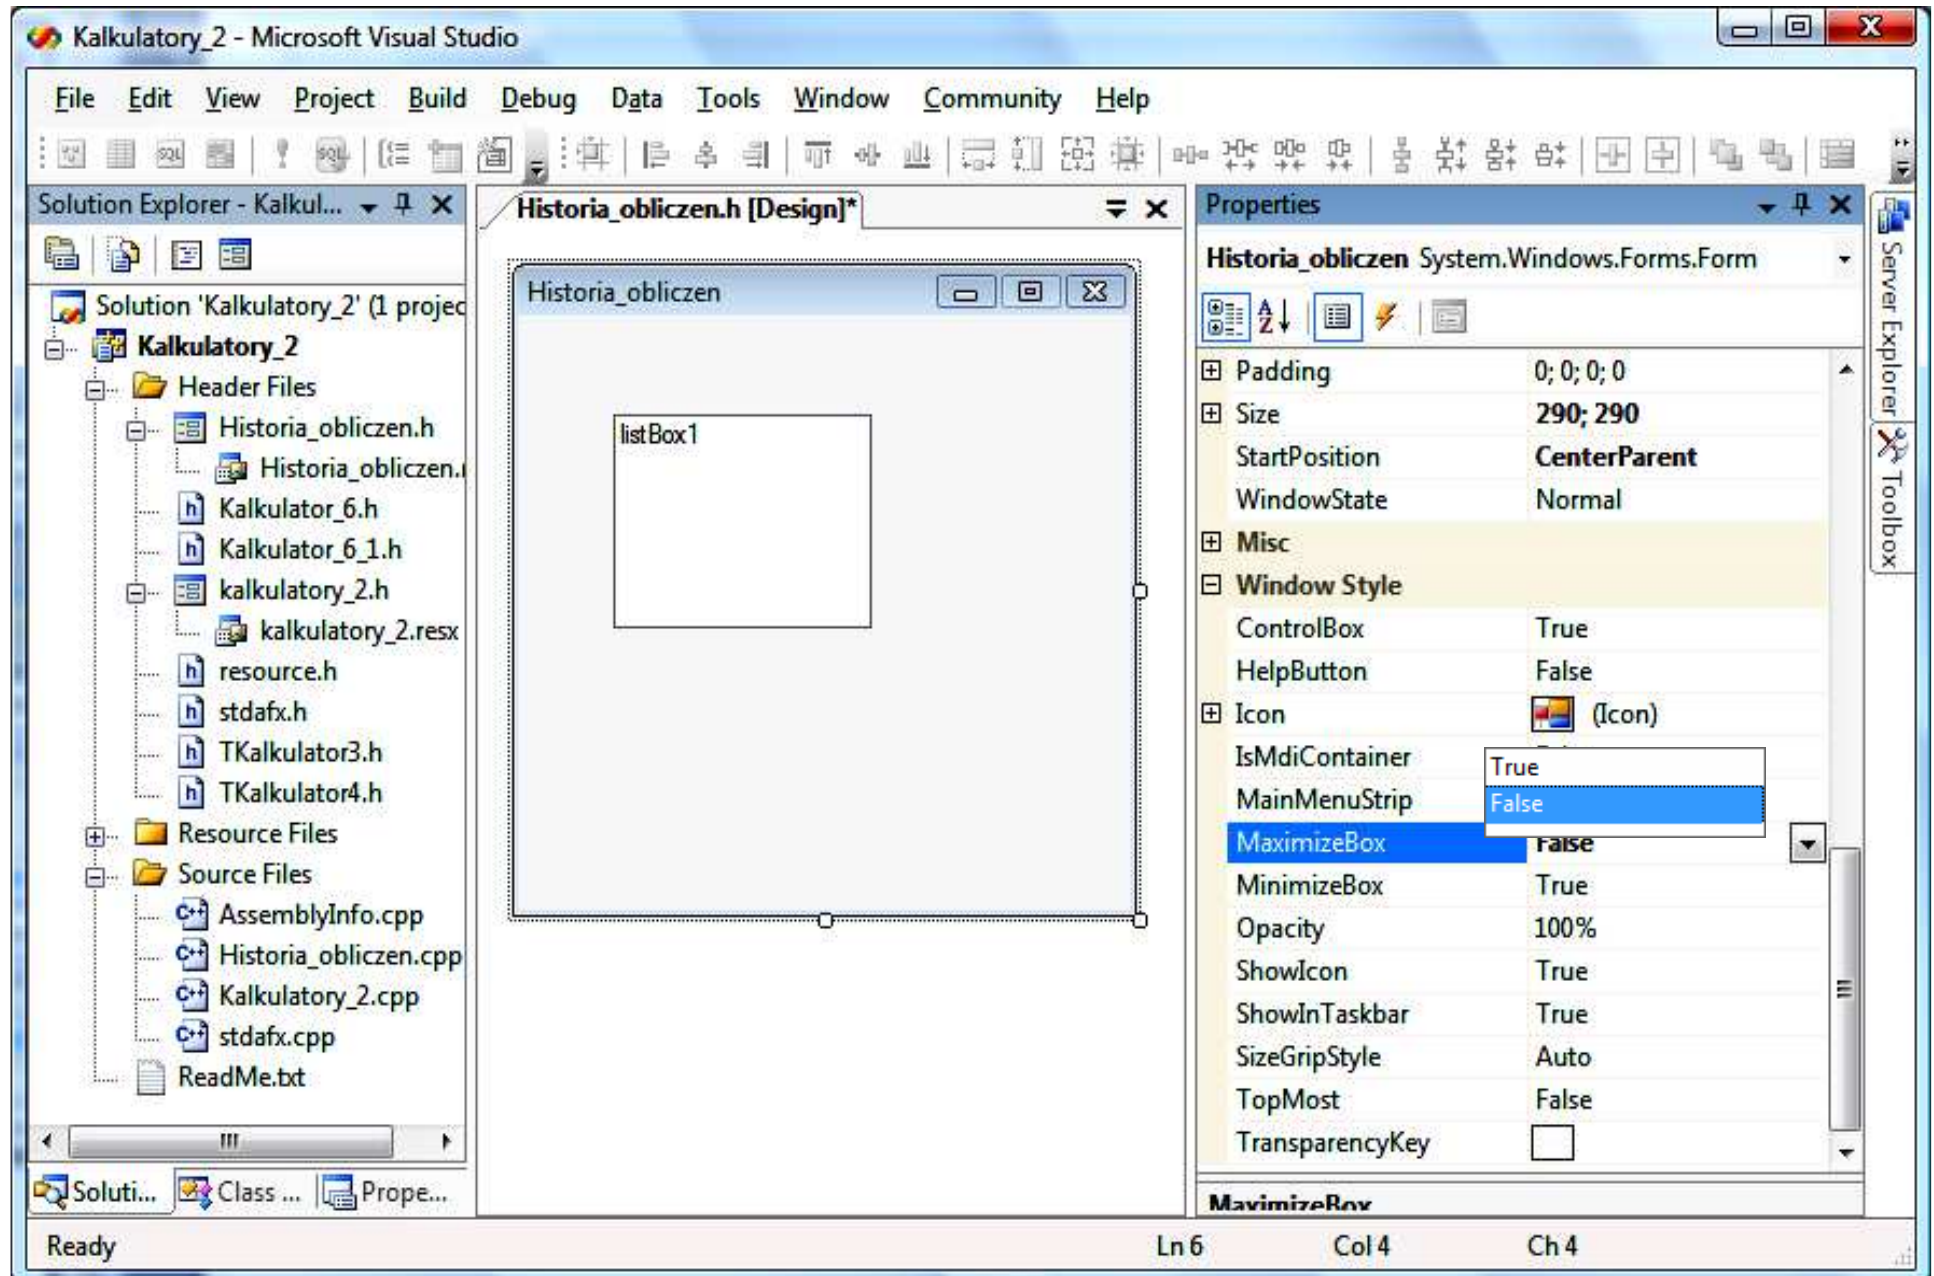 Kalkulatory_2 - Microsoft Visual Studio
File Edit View Project Build Debug Data Tools Window Community Help
SQL SQL
Solution Explorer - Kalkul...
Solution 'Kalkulatory_2' (1 projec
Kalkulatory_2
Header Files
Historia_obliczen.h
Historia_obliczen.r
Kalkulator_6.h
Kalkulator_6_1.h
kalkulatory_2.h
kalkulatory_2.resx
resource.h
stdafx.h
TKalkulator3.h
TKalkulator4.h
Resource Files
Source Files
AssemblyInfo.cpp
Historia_obliczen.cpp
Kalkulatory_2.cpp
stdafx.cpp
ReadMe.txt
Soluti... Class ... Prope...
Historia_obliczen.h [Design]*
Historia_obliczen
listBox1
Properties
Historia_obliczen System.Windows.Forms.Form
Padding 0; 0; 0; 0
Size 290; 290
StartPosition CenterParent
WindowState Normal
Misc
Window Style
ControlBox True
HelpButton False
Icon (Icon)
IsMdiContainer
True
MainMenuStrip False
MaximizeBox False
MinimizeBox True
Opacity 100%
ShowIcon True
ShowInTaskbar True
SizeGripStyle Auto
TopMost False
TransparencyKey
MaximizeBox
Server Explorer
Toolbox
Ready Ln 6 Col 4 Ch 4